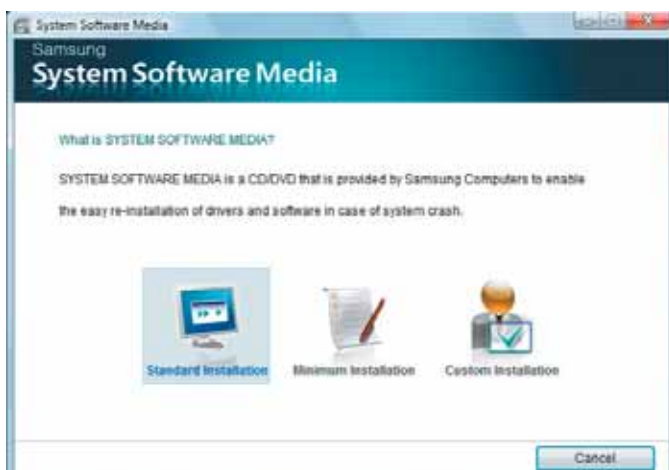 System Software Media
Samsung
System Software Media
What is SYSTEM SOFTWARE MEDIA?
SYSTEM SOFTWARE MEDIA is a CD/DVD that is provided by Samsung Computers to enable
the easy re-installation of drivers and software in case of system crash.
Standard Installation Minimum Installation Custom Installation
Cancel